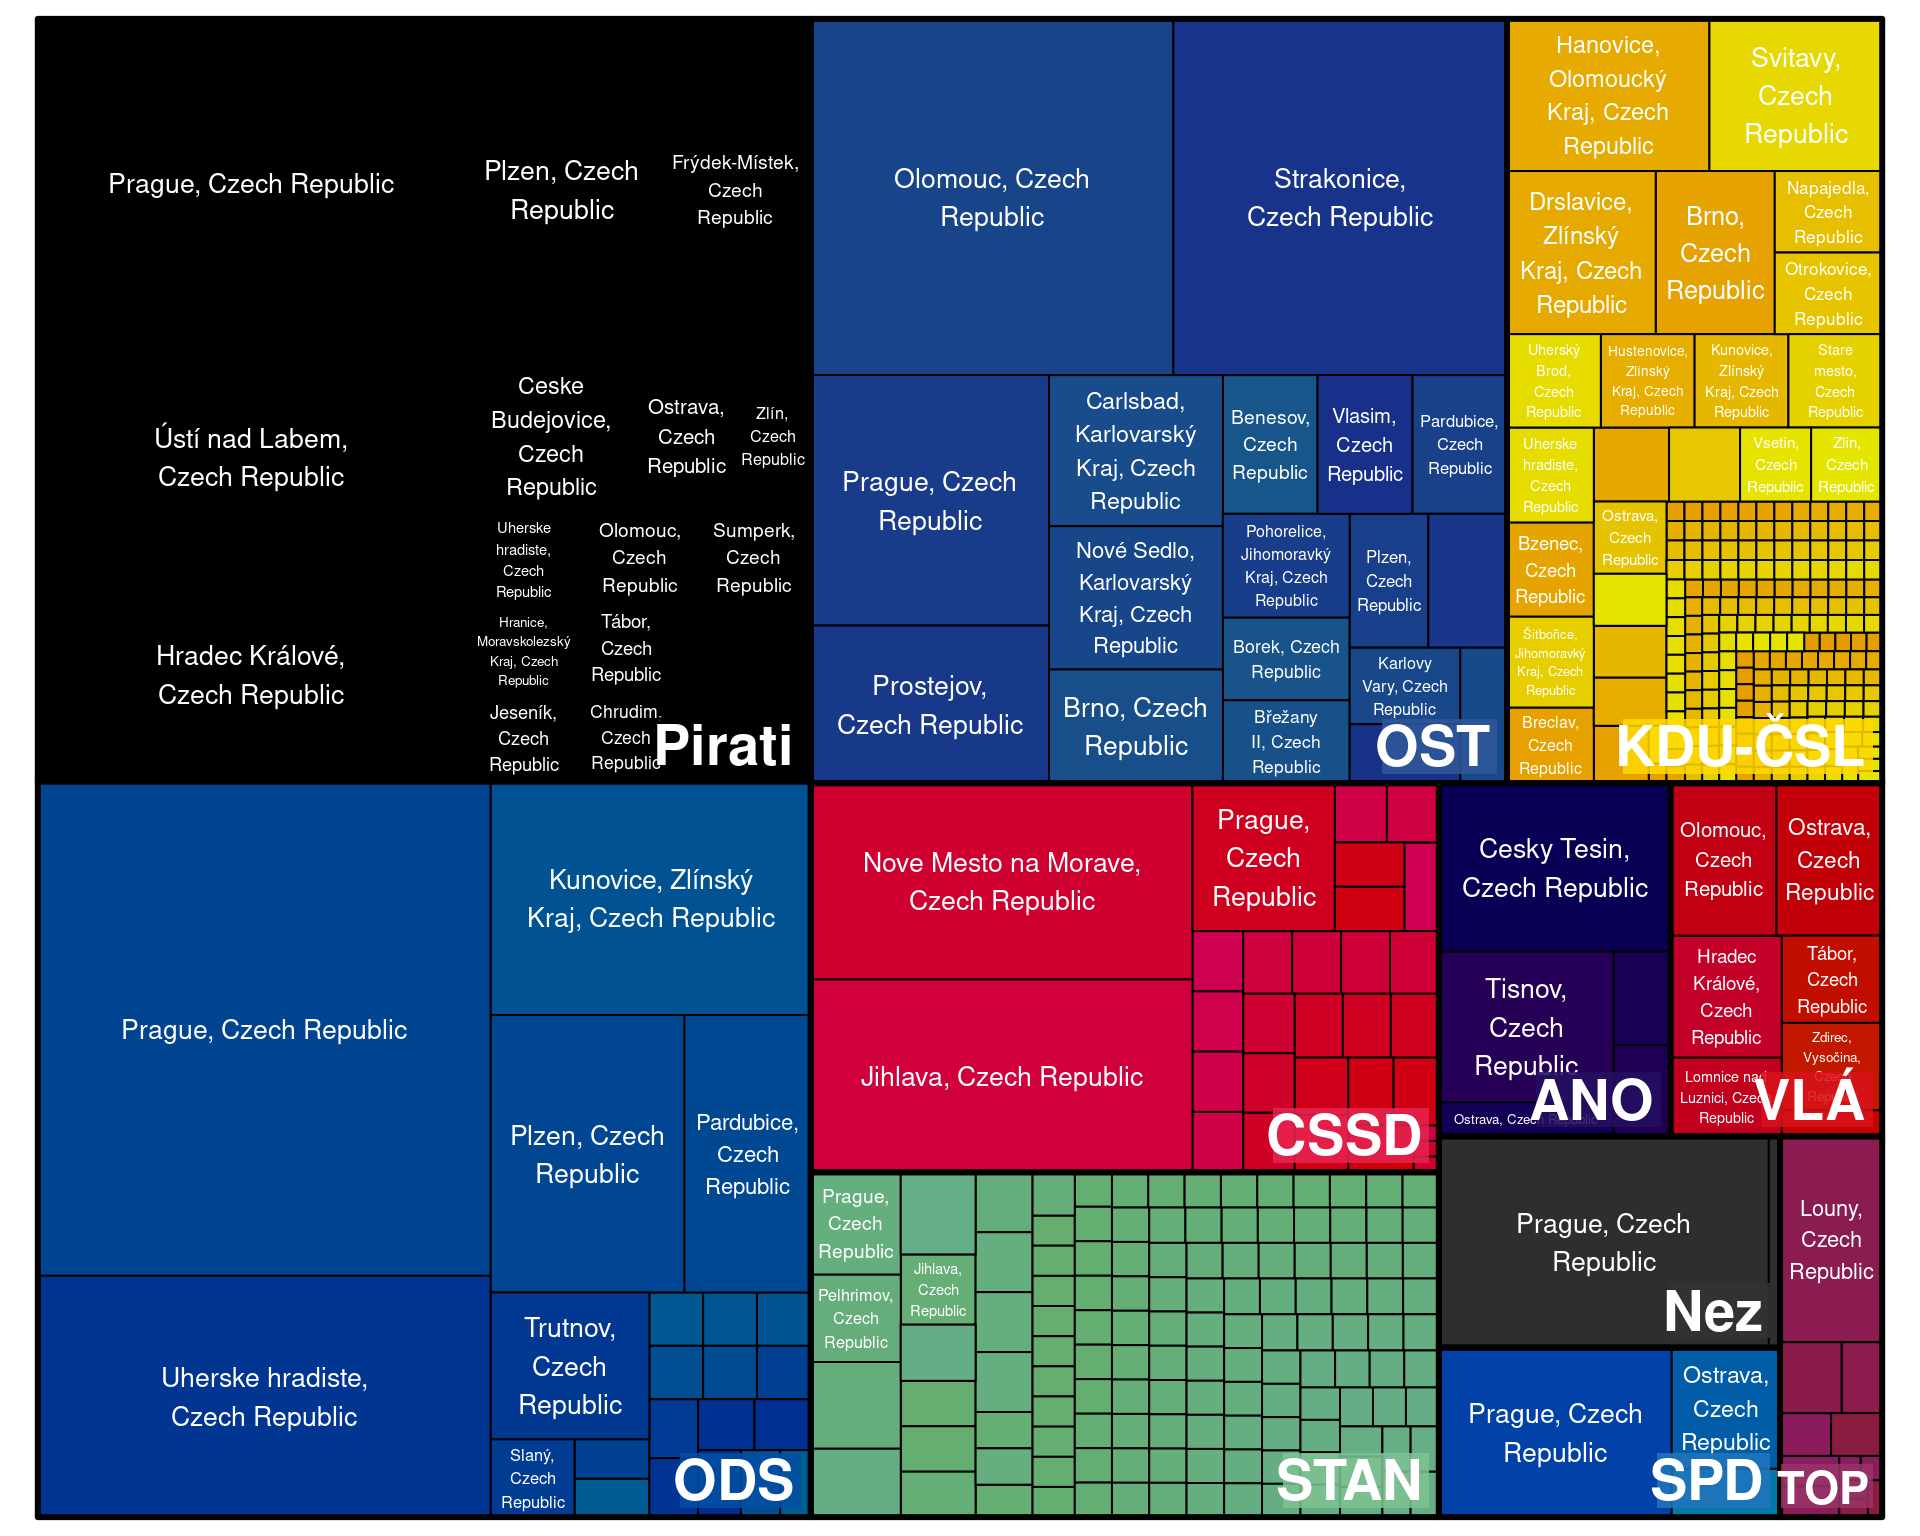 Prague, Czech Republic
Plzen, Czech
Republic
Frýdek-Místek,
Czech
Republic
Ústí nad Labem,
Czech Republic
Ceske
Budejovice,
Czech
Republic
Ostrava,
Czech
Republic
Zlín,
Czech
Republic
Uherske
hradiste,
Czech
Republic
Olomouc,
Czech
Republic
Sumperk,
Czech
Republic
Hradec Králové,
Czech Republic
Hranice,
Moravskolezský
Kraj, Czech
Republic
Tábor,
Czech
Republic
Jeseník,
Czech
Republic
Chrudim,
Czech
Republic
Pirati
Olomouc, Czech
Republic
Strakonice,
Czech Republic
Prague, Czech
Republic
Prostejov,
Czech Republic
Carlsbad,
Karlovarský
Kraj, Czech
Republic
Nové Sedlo,
Karlovarský
Kraj, Czech
Republic
Brno, Czech
Republic
Benesov,
Czech
Republic
Vlasim,
Czech
Republic
Pardubice,
Czech
Republic
Pohorelice,
Jihomoravký
Kraj, Czech
Republic
Plzen,
Czech
Republic
Borek, Czech
Republic
Karlovy
Vary, Czech
Republic
Břežany
II, Czech
Republic
OST
Hanovice,
Olomoucký
Kraj, Czech
Republic
Svitavy,
Czech
Republic
Drslavice,
Zlínský
Kraj, Czech
Republic
Brno,
Czech
Republic
Napajedla,
Czech
Republic
Otrokovice,
Czech
Republic
Uherský
Brod,
Czech
Republic
Hustenovice,
Zlínský
Kraj, Czech
Republic
Kunovice,
Zlínský
Kraj, Czech
Republic
Stare
mesto,
Czech
Republic
Uherske
hradiste,
Czech
Republic
Vsetín,
Czech
Republic
Zlín,
Czech
Republic
Ostrava,
Czech
Republic
Bzenec,
Czech
Republic
Šitbořice,
Jihomoravký
Kraj, Czech
Republic
Breclav,
Czech
Republic
KDU-ČSL
Prague, Czech Republic
Uherske hradiste,
Czech Republic
Kunovice, Zlínský
Kraj, Czech Republic
Plzen, Czech
Republic
Pardubice,
Czech
Republic
Trutnov,
Czech
Republic
Slaný,
Czech
Republic
ODS
Nove Mesto na Morave,
Czech Republic
Jihlava, Czech Republic
Prague,
Czech
Republic
CSSD
Prague,
Czech
Republic
Jihlava,
Czech
Republic
Pelhrimov,
Czech
Republic
STAN
Cesky Tesin,
Czech Republic
Tisnov,
Czech
Republic
Ostrava, Czech Republic
ANO
Olomouc,
Czech
Republic
Ostrava,
Czech
Republic
Hradec
Králové,
Czech
Republic
Tábor,
Czech
Republic
Zdirec,
Vysočina,
Czech
Republic
Lomnice nad
Luznici, Czech
Republic
VLÁ
Prague, Czech
Republic
Nez
Louny,
Czech
Republic
TOP
Prague, Czech
Republic
Ostrava,
Czech
Republic
SPD